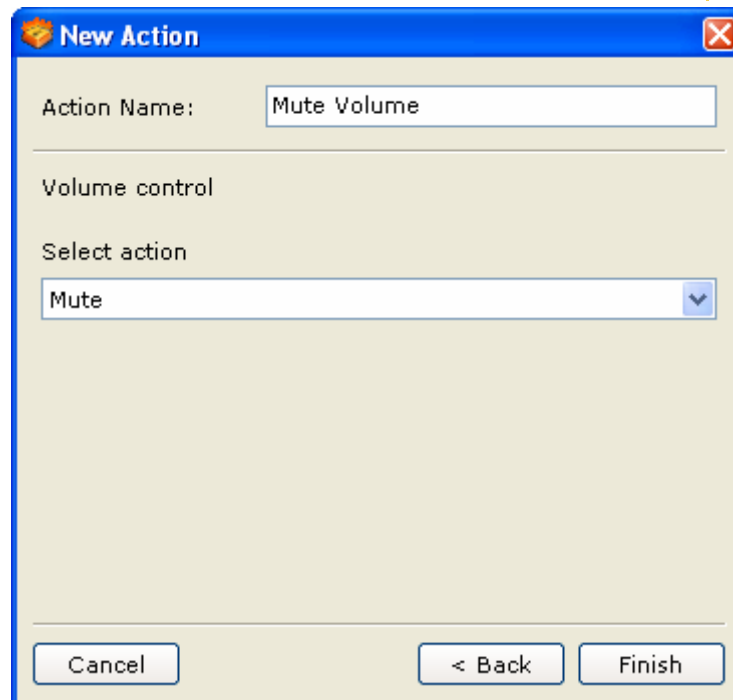 New Action
Action Name: Mute Volume
Volume control
Select action
Mute
Cancel < Back Finish